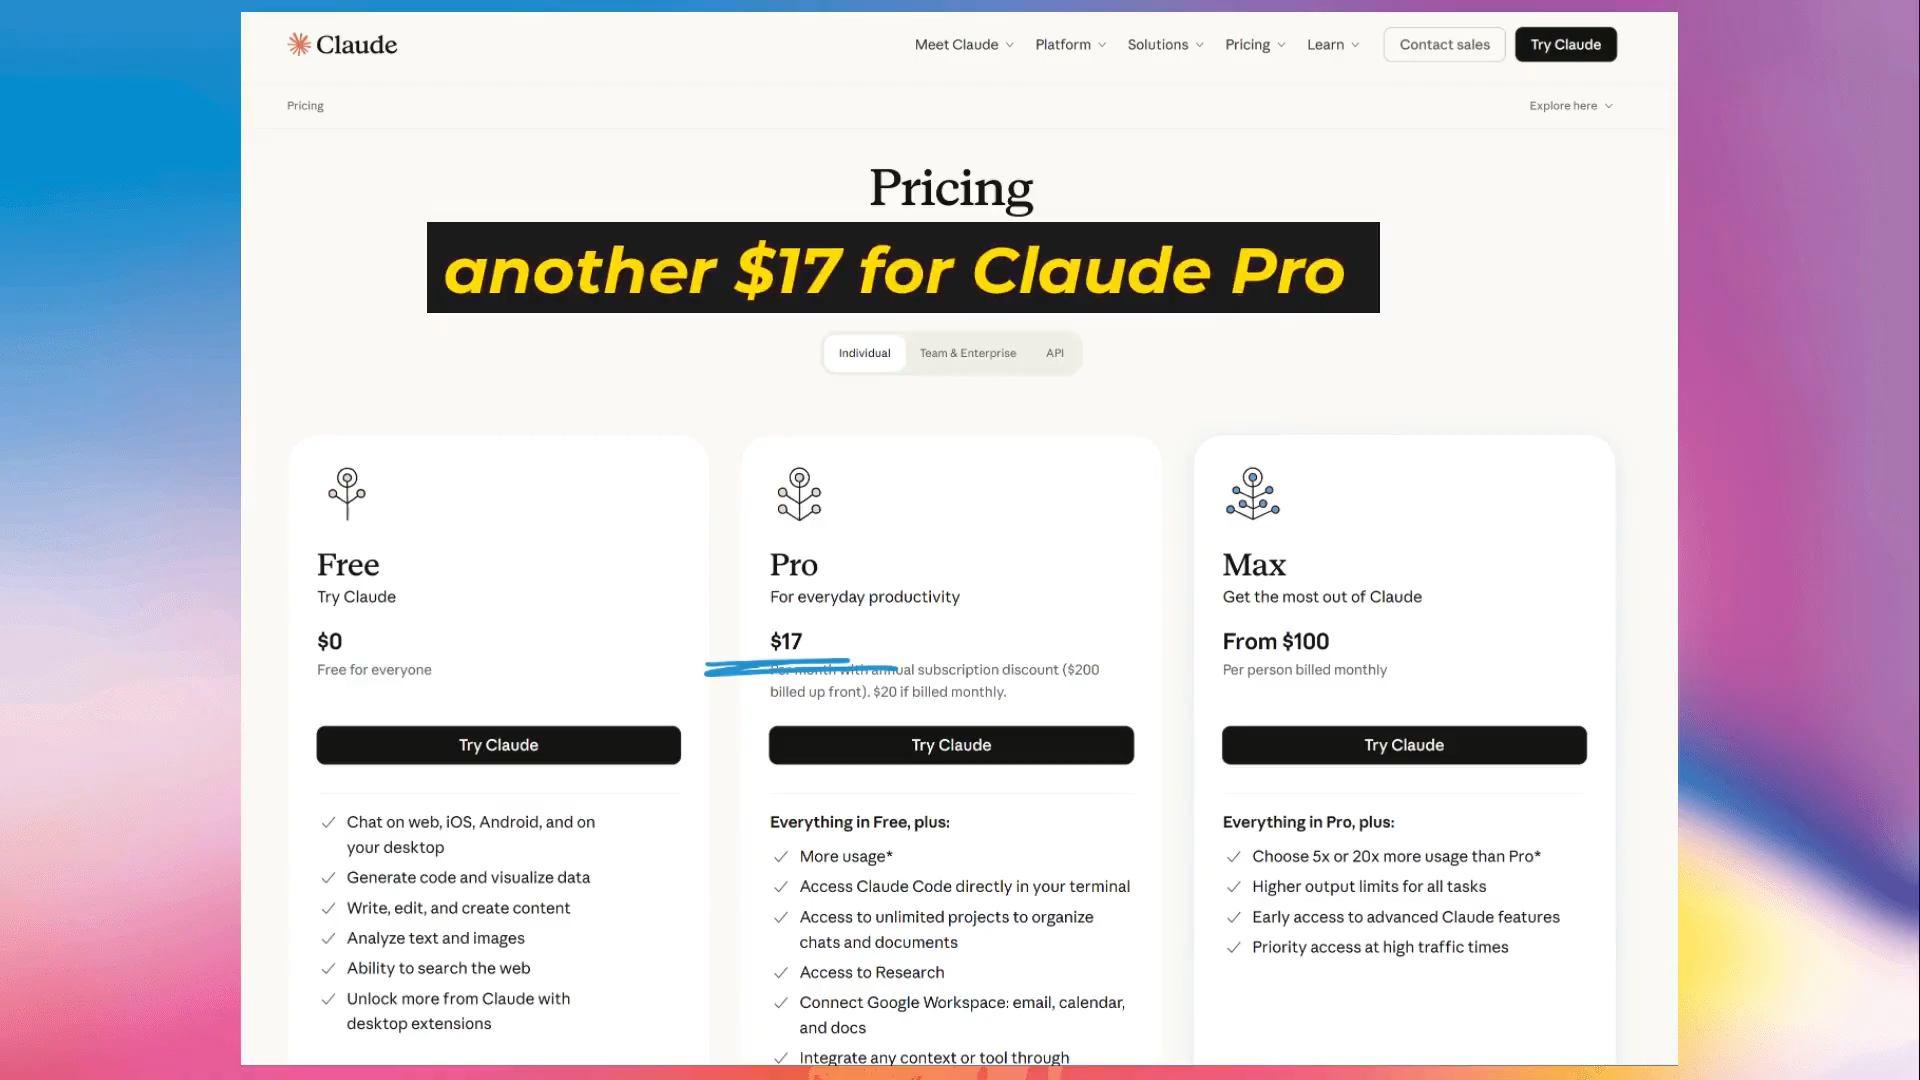 Claude
Meet Claude
Platform
Solutions
Pricing
Learn
Contact sales
Try Claude
Pricing
Explore here
Pricing
another $17 for Claude Pro
Individual
Team & Enterprise
API
Free
Try Claude
$0
Free for everyone
Try Claude
Chat on web, iOS, Android, and on
your desktop
Generate code and visualize data
Write, edit, and create content
Analyze text and images
Ability to search the web
Unlock more from Claude with
desktop extensions
Pro
For everyday productivity
$17
Per month with annual subscription discount ($200
billed up front). $20 if billed monthly.
Try Claude
Everything in Free, plus:
More usage*
Access Claude Code directly in your terminal
Access to unlimited projects to organize
chats and documents
Access to Research
Connect Google Workspace: email, calendar,
and docs
Integrate any context or tool through
Max
Get the most out of Claude
From $100
Per person billed monthly
Try Claude
Everything in Pro, plus:
Choose 5x or 20x more usage than Pro*
Higher output limits for all tasks
Early access to advanced Claude features
Priority access at high traffic times